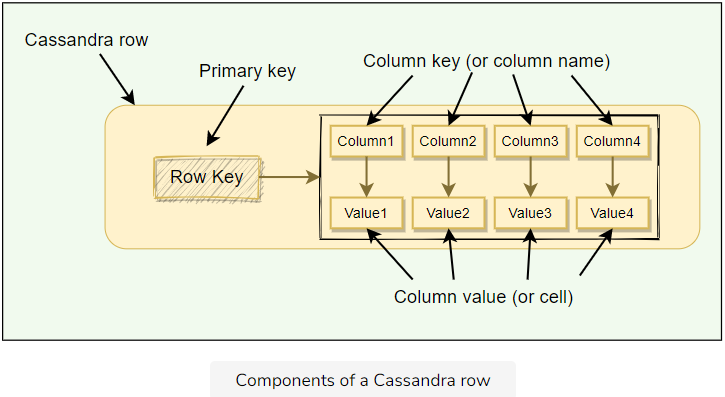 Cassandra row
Primary key
Column key (or column name)
Column1 Column2 Column3 Column4
Row Key
Value1 Value2 Value3 Value4
Column value (or cell)
Components of a Cassandra row